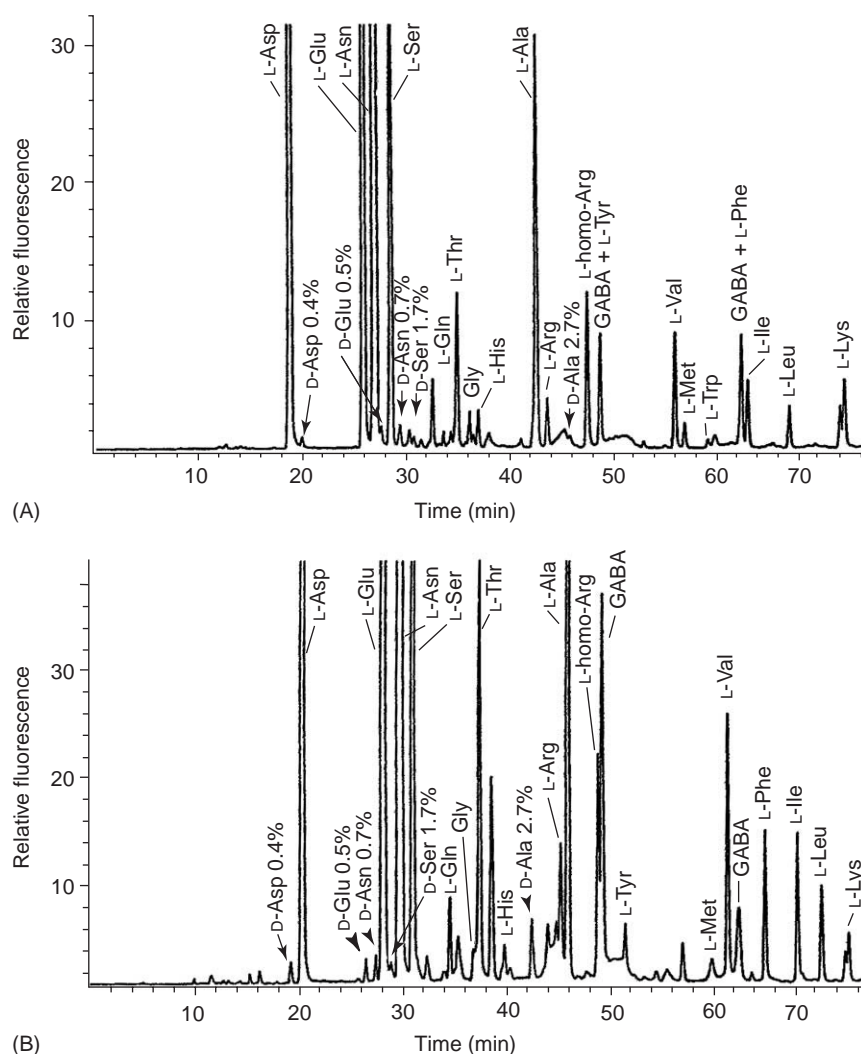 30
20
10
Relative fluorescence
L-Asp
D-Asp 0.4%
L-Glu
L-Asn
D-Glu 0.5%
L-Ser
D-Asn 0.7%
D-Ser 1.7%
L-Gln
L-Thr
Gly
L-His
L-Ala
L-Arg
D-Ala 2.7%
L-homo-Arg
GABA + L-Tyr
L-Val
L-Met
L-Trp
GABA + L-Phe
L-Ile
L-Leu
L-Lys
10 20 30 40 50 60 70
(A) Time (min)
30
20
10
Relative fluorescence
D-Asp 0.4%
L-Asp
D-Glu 0.5%
D-Asn 0.7%
L-Glu
L-Asn
L-Ser
D-Ser 1.7%
L-Gln
Gly
L-Thr
L-His
D-Ala 2.7%
L-Arg
L-Ala
L-homo-Arg
GABA
L-Tyr
L-Met
L-Val
GABA
L-Phe
L-Ile
L-Leu
L-Lys
10 20 30 40 50 60 70
(B) Time (min)